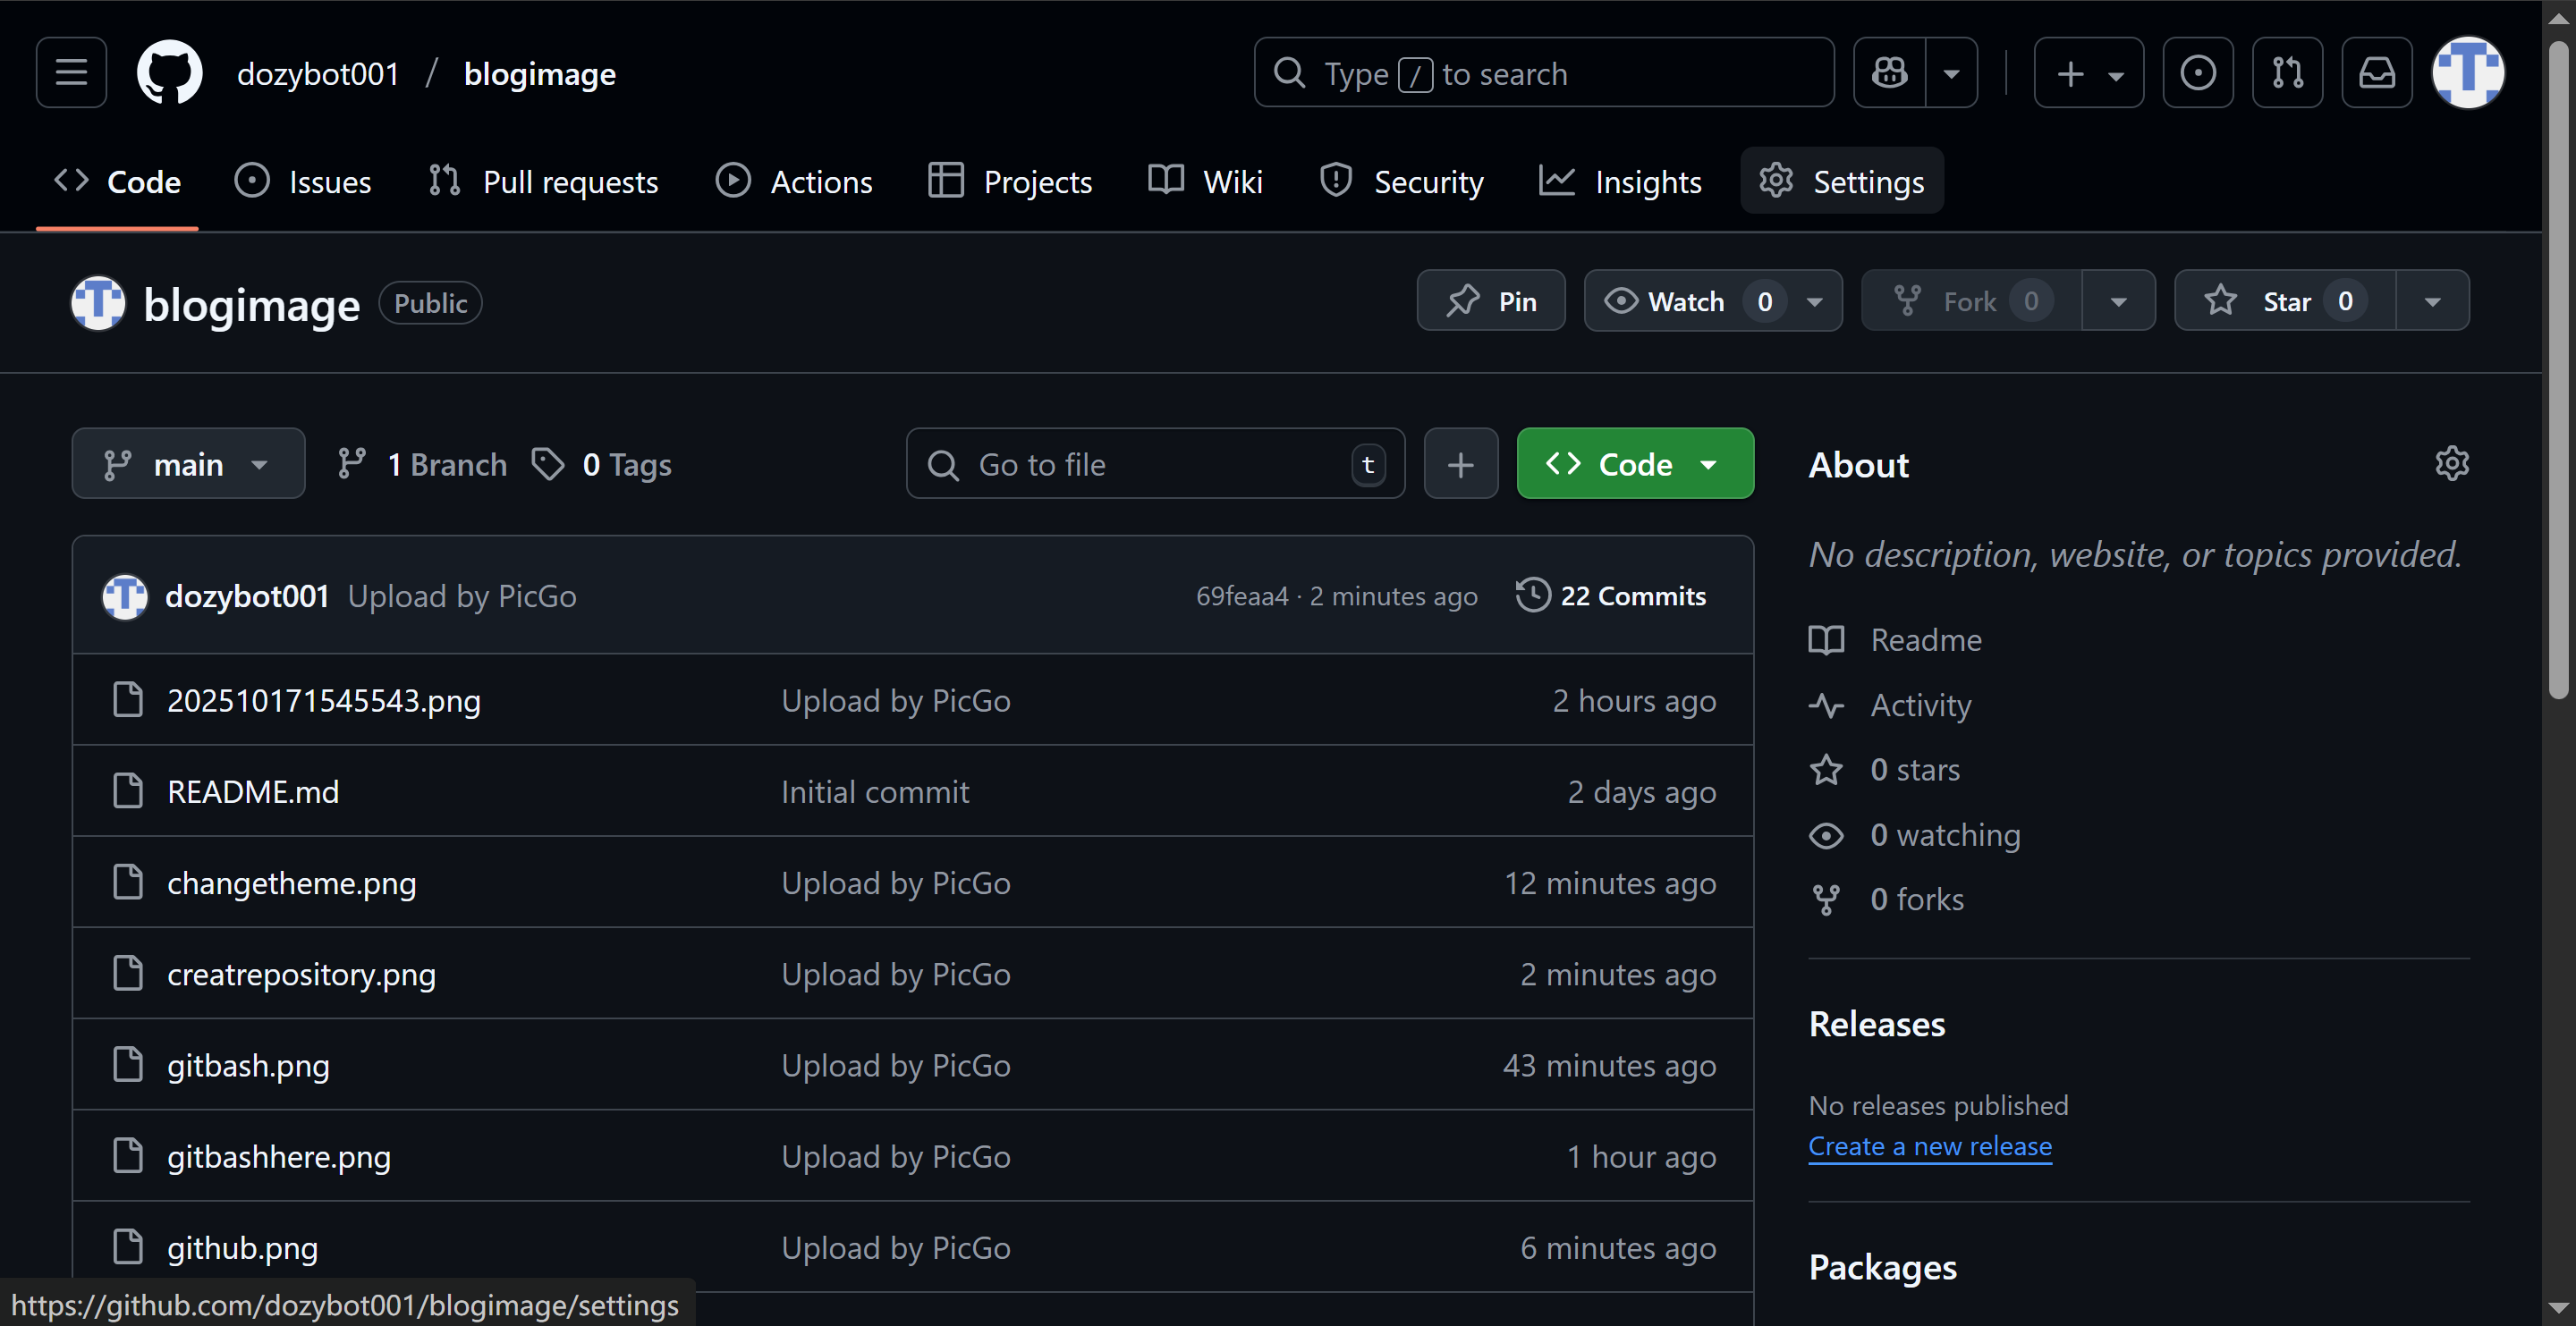 dozybot001 / blogimage
Type / to search
Code Issues Pull requests Actions Projects Wiki Security Insights Settings
blogimage Public
Pin Watch 0 Fork 0 Star 0
main 1 Branch 0 Tags Go to file t + Code
About
No description, website, or topics provided.
dozybot001 Upload by PicGo 69feaa4 · 2 minutes ago 22 Commits
Readme
202510171545543.png Upload by PicGo 2 hours ago
Activity
0 stars
README.md Initial commit 2 days ago
0 watching
changetheme.png Upload by PicGo 12 minutes ago
0 forks
creatrepository.png Upload by PicGo 2 minutes ago
Releases
gitbash.png Upload by PicGo 43 minutes ago
No releases published
Create a new release
gitbashhere.png Upload by PicGo 1 hour ago
github.png Upload by PicGo 6 minutes ago
Packages
https://github.com/dozybot001/blogimage/settings